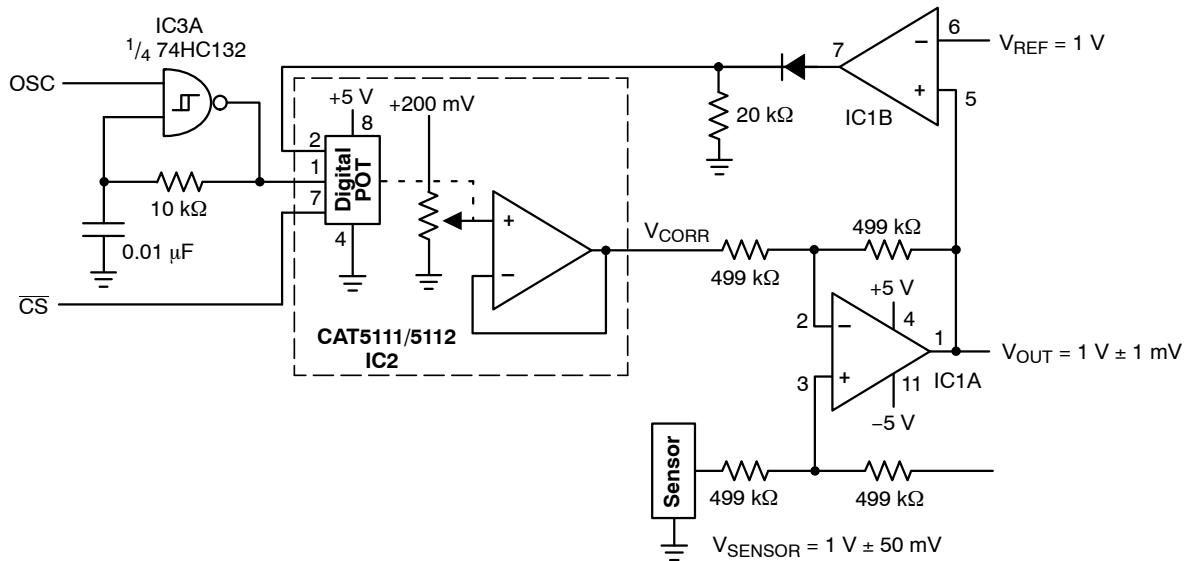 IC3A
1/4 74HC132
OSC
10 kΩ
0.01 μF
CS
+5 V
8
+200 mV
2
1
7
4
Digital
POT
+
−
CAT5111/5112
IC2
VCORR
20 kΩ
7
−
+
6
5
IC1B
VREF = 1 V
499 kΩ
499 kΩ
+5 V
4
2
−
3
+
1
11
−5 V
IC1A
VOUT = 1 V ± 1 mV
Sensor
499 kΩ
499 kΩ
VSENSOR = 1 V ± 50 mV